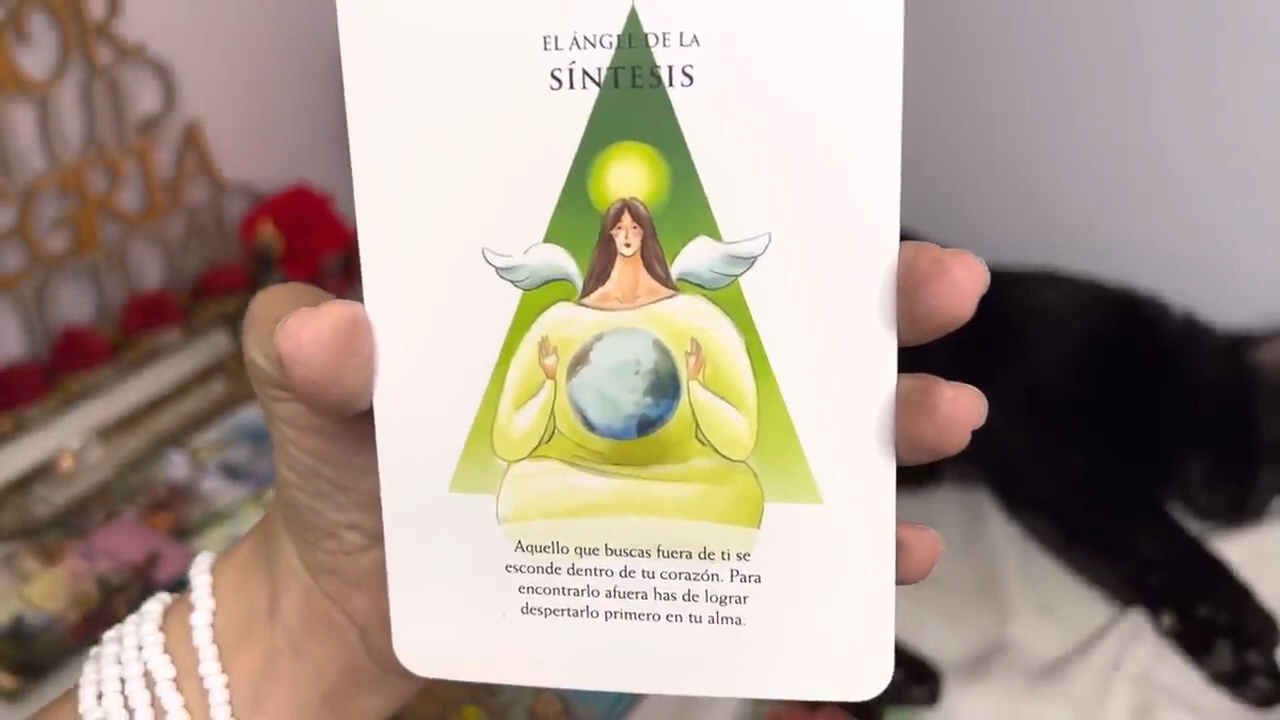 EL ÁNGEL DE LA
SÍNTESIS
Aquello que buscas fuera de ti se
esconde dentro de tu corazón. Para
encontrarlo afuera has de lograr
despertarlo primero en tu alma.